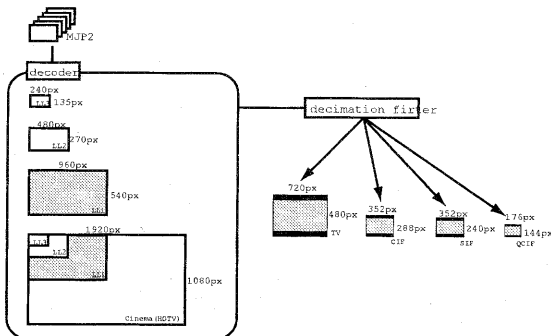 MJP2
decoder
240px
LL3
135px
480px
270px
LL2
960px
540px
LL1
1920px
LL3
LL2
LL1
1080px
Cinema(HDTV)
decimation firter
720px
480px
TV
352px
288px
CIF
352px
240px
SIF
176px
144px
QCIF